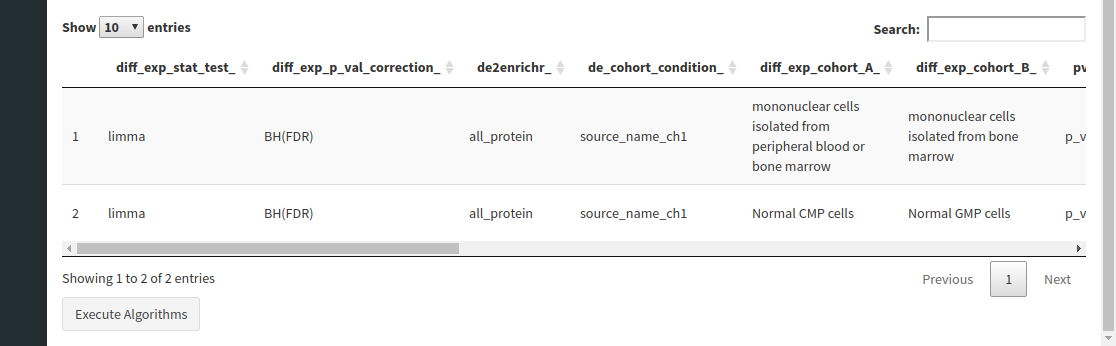 Show 10 entries
Search:
diff_exp_stat_test_ diff_exp_p_val_correction_ de2enrichr_ de_cohort_condition_ diff_exp_cohort_A_ diff_exp_cohort_B_ pv
1 limma BH(FDR) all_protein source_name_ch1 mononuclear cells isolated from peripheral blood or bone marrow mononuclear cells isolated from bone marrow p_v
2 limma BH(FDR) all_protein source_name_ch1 Normal CMP cells Normal GMP cells p_v
Showing 1 to 2 of 2 entries
Previous 1 Next
Execute Algorithms